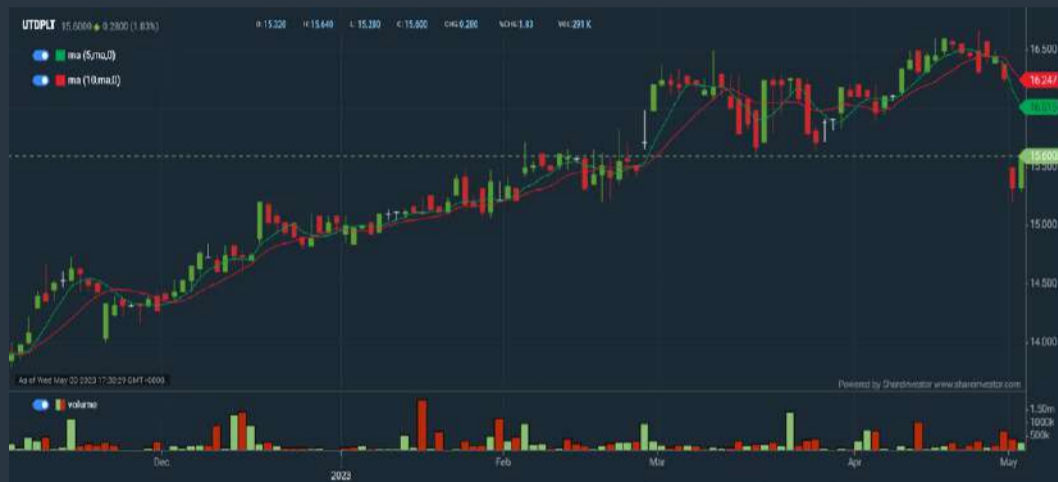 UTDPLT 15.6000 0.2800 (1.83%) O: 15.320 H: 15.640 L: 15.280 C: 15.600 CHG: 0.280 %CHG: 1.83 VOL: 291 K
ma (5,ma,0)
ma (10,ma,0)
16.500
16.247
15.600
15.500
15.000
14.500
14.000
As of Wed May 03 2023 17:30:29 GMT+0000
Powered by ShareInvestor www.shareinvestor.com
volume
1.50m
1000k
500k
Dec Feb Mar Apr May
2023